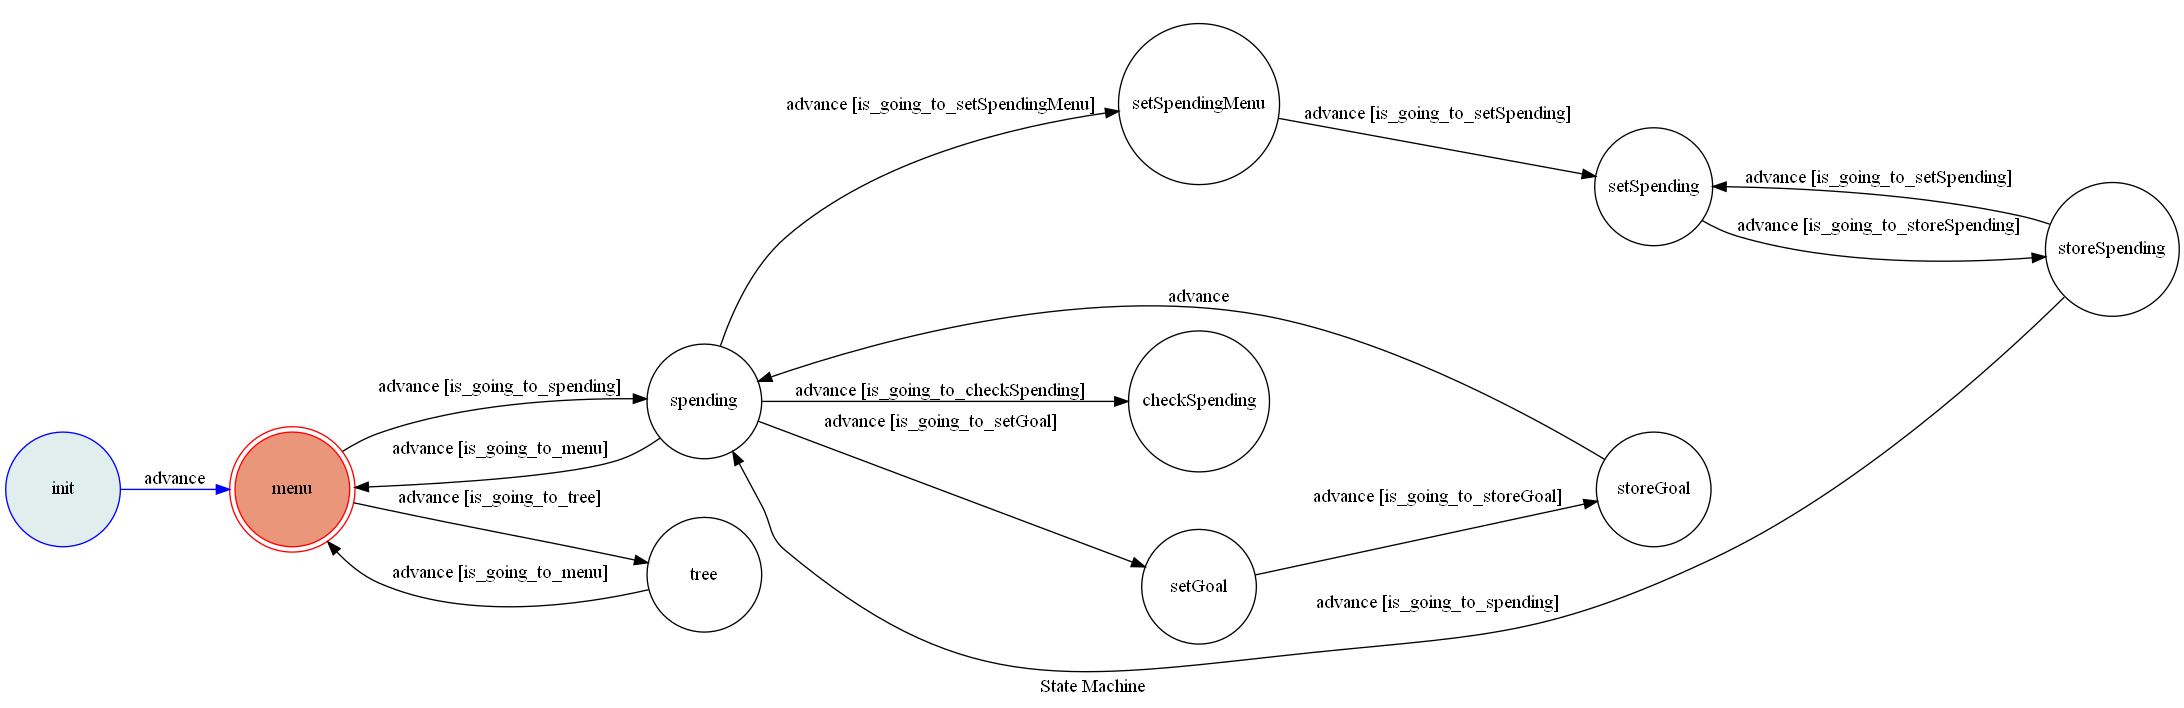 advance [is_going_to_setSpendingMenu]
setSpendingMenu
advance [is_going_to_setSpending]
setSpending
advance [is_going_to_setSpending]
advance [is_going_to_storeSpending]
storeSpending
advance
advance [is_going_to_spending]
spending
advance [is_going_to_checkSpending]
checkSpending
advance [is_going_to_setGoal]
advance [is_going_to_menu]
init
advance
menu
advance [is_going_to_tree]
advance [is_going_to_storeGoal]
storeGoal
advance [is_going_to_menu]
tree
setGoal
advance [is_going_to_spending]
State Machine